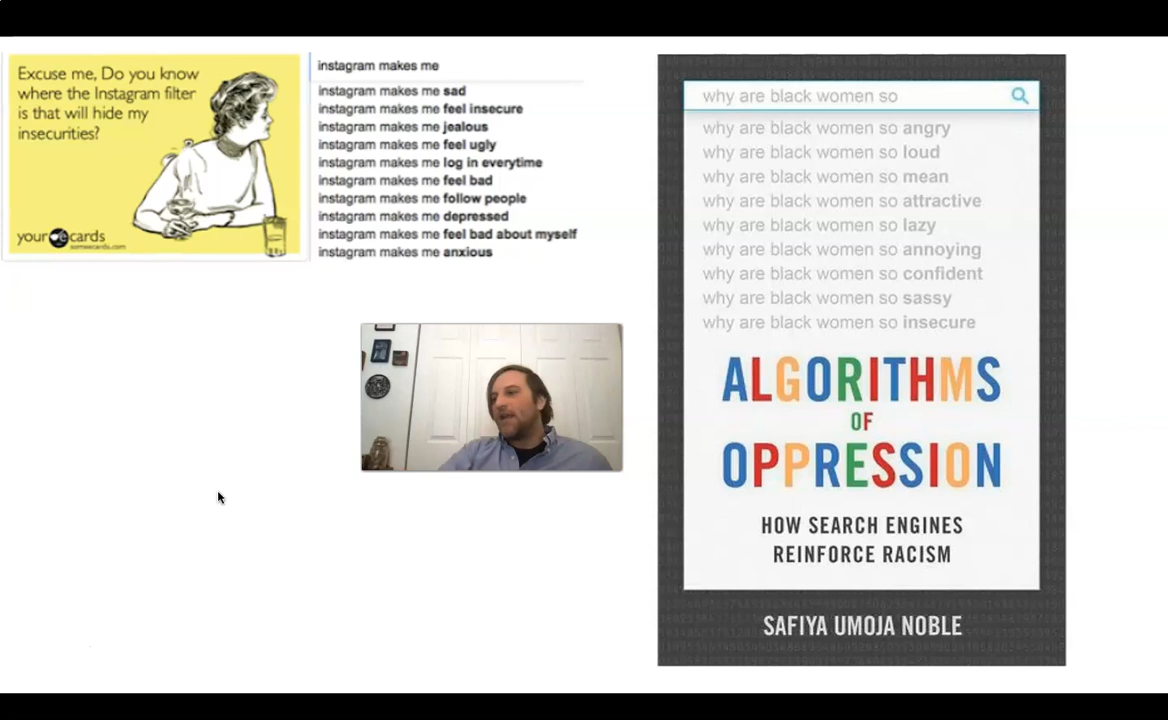 Excuse me, Do you know
where the Instagram filter
is that will hide my
insecurities?
your ecards
someecards.com
instagram makes me
instagram makes me sad
instagram makes me feel insecure
instagram makes me jealous
instagram makes me feel ugly
instagram makes me log in everytime
instagram makes me feel bad
instagram makes me follow people
instagram makes me depressed
instagram makes me feel bad about myself
instagram makes me anxious
why are black women so
why are black women so angry
why are black women so loud
why are black women so mean
why are black women so attractive
why are black women so lazy
why are black women so annoying
why are black women so confident
why are black women so sassy
why are black women so insecure
ALGORITHMS
OF
OPPRESSION
HOW SEARCH ENGINES
REINFORCE RACISM
SAFIYA UMOJA NOBLE